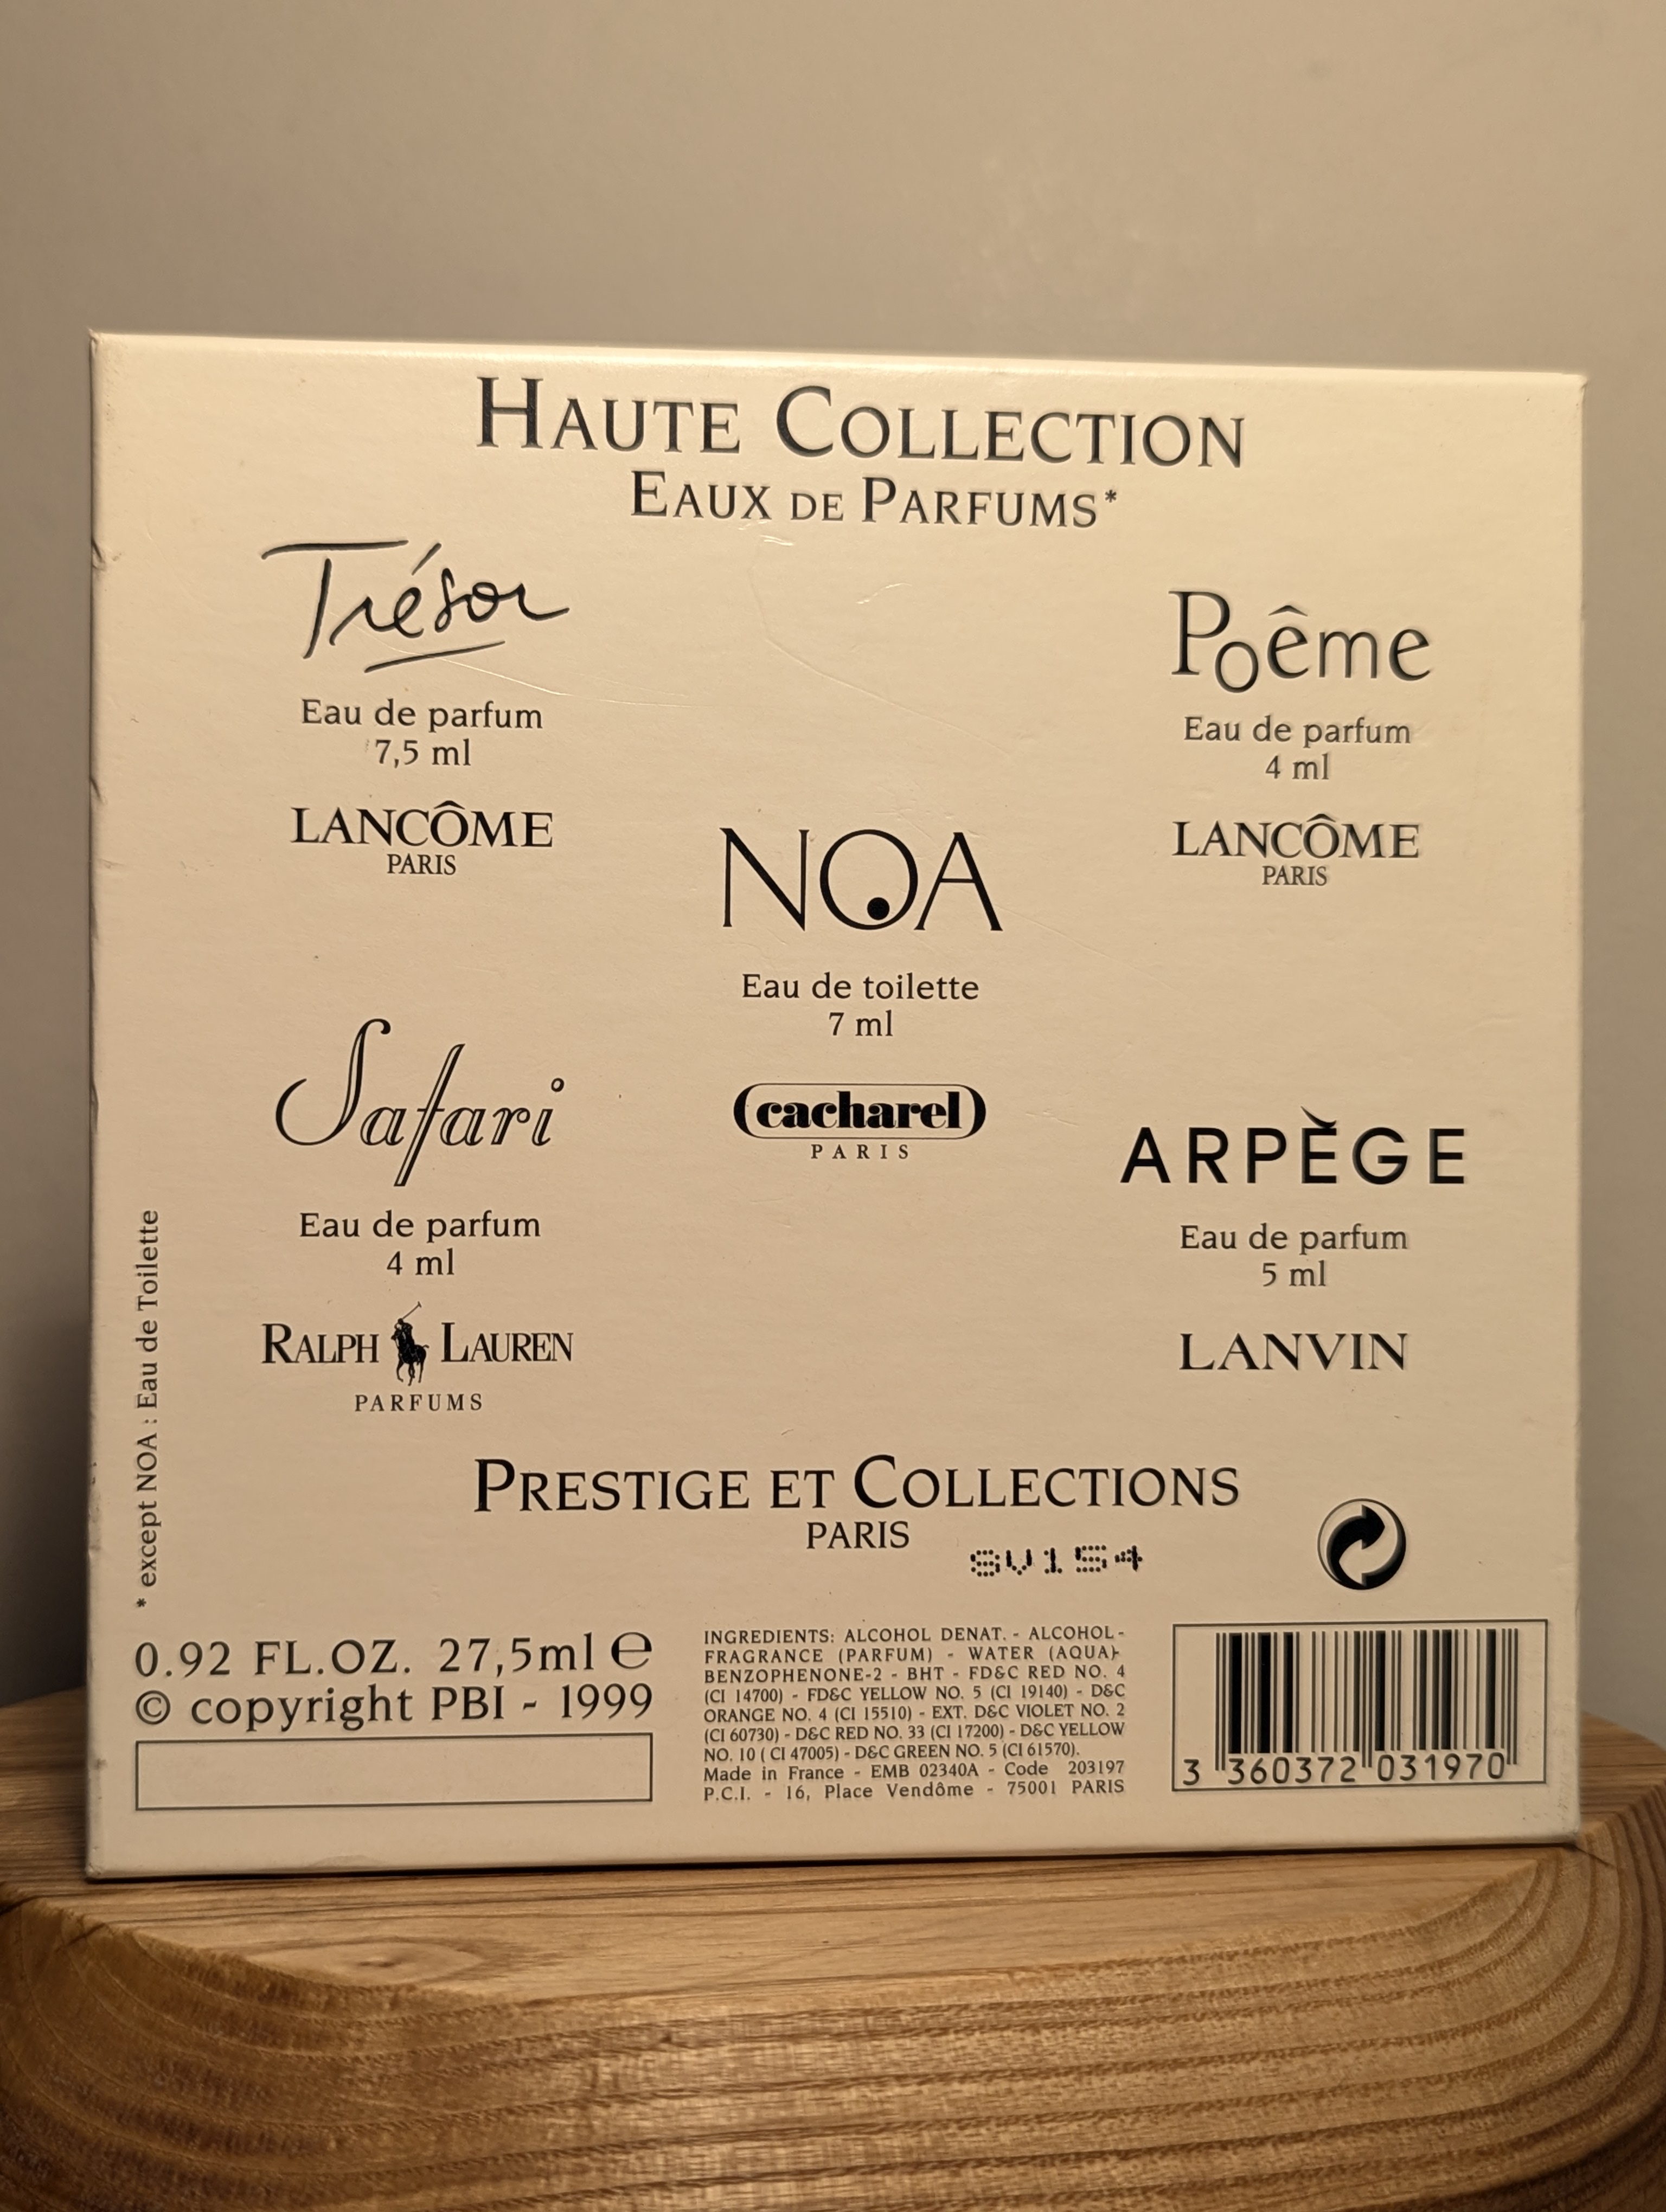 HAUTE COLLECTION
EAUX DE PARFUMS*
Trésor
Eau de parfum
7,5 ml
LANCÔME
PARIS
Poême
Eau de parfum
4 ml
LANCÔME
PARIS
NOA
Eau de toilette
7 ml
cacharel
PARIS
Safari
Eau de parfum
4 ml
RALPH LAUREN
PARFUMS
ARPÈGE
Eau de parfum
5 ml
LANVIN
* except NOA : Eau de Toilette
PRESTIGE ET COLLECTIONS
PARIS
SV154
0.92 FL.OZ. 27,5ml ℮
© copyright PBI - 1999
INGREDIENTS: ALCOHOL DENAT. - ALCOHOL-
FRAGRANCE (PARFUM) - WATER (AQUA)-
BENZOPHENONE-2 - BHT - FD&C RED NO. 4
(CI 14700) - FD&C YELLOW NO. 5 (CI 19140) - D&C
ORANGE NO. 4 (CI 15510) - EXT. D&C VIOLET NO. 2
(CI 60730) - D&C RED NO. 33 (CI 17200) - D&C YELLOW
NO. 10 ( CI 47005) - D&C GREEN NO. 5 (CI 61570).
Made in France - EMB 02340A - Code 203197
P.C.I. - 16, Place Vendôme - 75001 PARIS
3 360372 031970